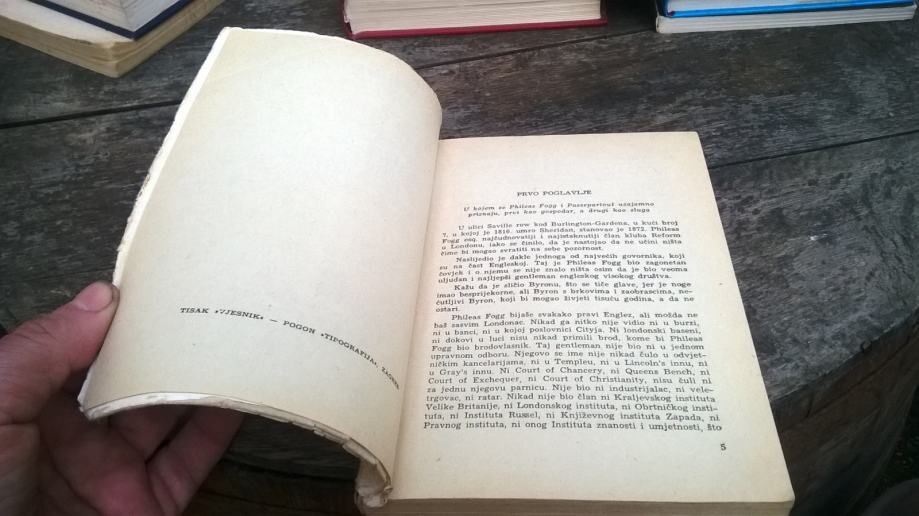 TISAK »VJESNIK« — POGON »TIPOGRAFIJA«, ZAGREB
PRVO POGLAVLJE
U kojem se Phileas Fogg i Passepartout uzajamno
priznaju, prvi kao gospodar, a drugi kao sluga
U ulici Saville row kod Burlington-Gardens, u kući broj
7, u kojoj je 1816. umro Sheridan, stanovao je 1872. Phileas
Fogg esq. najčudnovatiji i najistaknutiji član kluba Reform
u Londonu, iako se činilo, da je nastojao da ne učini ništa
čime bi mogao svratiti na sebe pozornost.
Naslijedio je dakle jednoga od najvećih govornika, koji
su na čast Engleskoj. Taj je Phileas Fogg bio zagonetan
čovjek i o njemu se nije znalo ništa osim da je bio veoma
uljudan i najljepši gentleman engleskog visokog društva.
Kažu da je sličio Byronu, što se tiče glave, jer je noge
imao besprijekorne, ali Byron s brkovima i zaobrascima, ne-
ćutljivi Byron, koji bi mogao živjeti tisuću godina, a da ne
ostari.
Phileas Fogg bijaše svakako pravi Englez, ali možda ne
baš sasvim Londonac. Nikad ga nitko nije vidio ni u burzi,
ni u banci, ni u kojoj poslovnici Cityja. Ni londonski baseni,
ni dokovi u luci nisu nikad primili brod, kome bi Phileas
Fogg bio brodovlasnik. Taj gentleman nije bio ni u jednom
upravnom odboru. Njegovo se ime nije nikad čulo u odvjet-
ničkim kancelarijama, ni u Templeu, ni u Lincoln's innu, ni
u Gray's innu. Ni Court of Chancery, ni Queens Bench, ni
Court of Exchequer, ni Court of Christianity, nisu čuli ni
za jednu njegovu parnicu. Nije bio ni industrijalac, ni vele-
trgovac, ni ratar. Nikad nije bio član ni Kraljevskog instituta
Velike Britanije, ni Londonskog instituta, ni Obrtničkog insti-
tuta, ni Instituta Russel, ni Književnog instituta Zapada, ni
Pravnog instituta, ni onog Instituta znanosti i umjetnosti, što
5